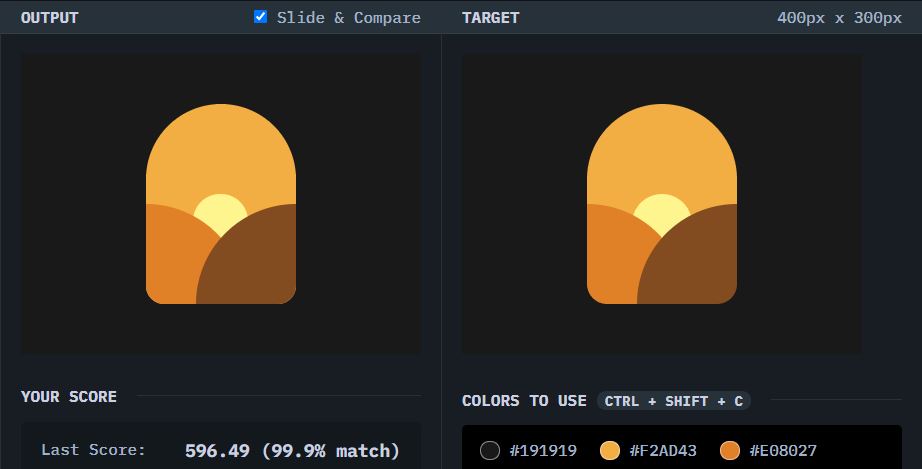 OUTPUT
Slide & Compare
TARGET
400px x 300px
YOUR SCORE
Last Score: 596.49 (99.9% match)
COLORS TO USE CTRL + SHIFT + C
#191919 #F2AD43 #E08027